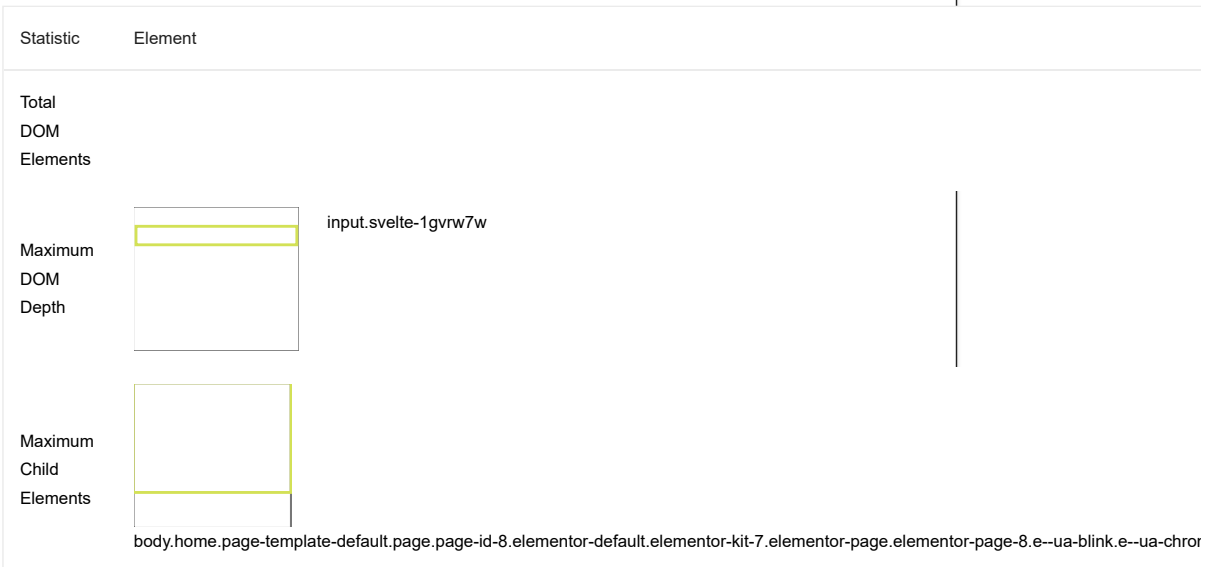 Statistic Element
Total
DOM
Elements
input.svelte-1gvrw7w
Maximum
DOM
Depth
Maximum
Child
Elements
body.home.page-template-default.page.page-id-8.elementor-default.elementor-kit-7.elementor-page.elementor-page-8.e--ua-blink.e--ua-chror